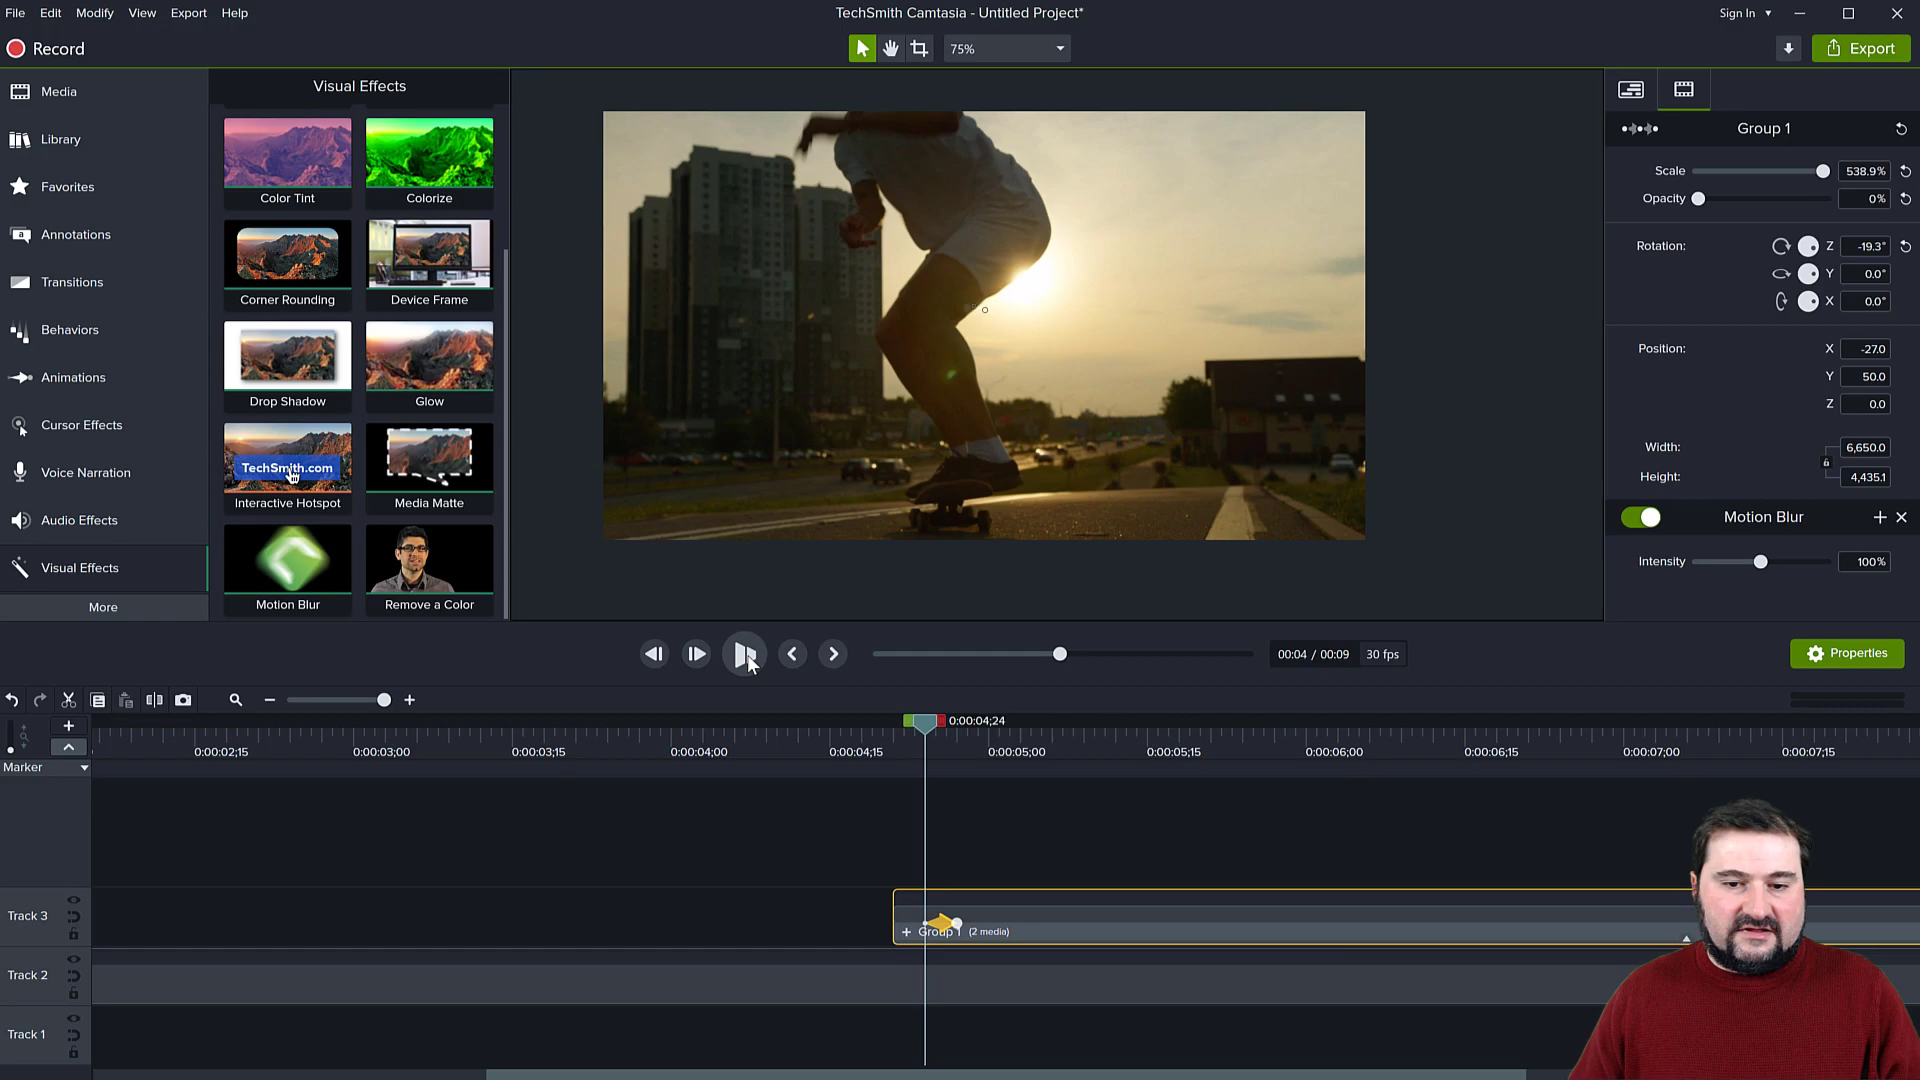 File Edit Modify View Export Help
TechSmith Camtasia - Untitled Project*
Sign In
Record
75%
Export
Media
Library
Favorites
Annotations
Transitions
Behaviors
Animations
Cursor Effects
Voice Narration
Audio Effects
Visual Effects
More
Visual Effects
Color Tint
Colorize
Corner Rounding
Device Frame
Drop Shadow
Glow
TechSmith.com
Interactive Hotspot
Media Matte
Motion Blur
Remove a Color
Group 1
Scale 538.9%
Opacity 0%
Rotation: Z -19.3°
Y 0.0°
X 0.0°
Position: X -27.0
Y 50.0
Z 0.0
Width: 6,650.0
Height: 4,435.1
Motion Blur
Intensity 100%
00:04 / 00:09 30 fps
Properties
0:00:04;24
0:00:02;15 0:00:03;00 0:00:03;15 0:00:04;00 0:00:04;15 0:00:05;00 0:00:05;15 0:00:06;00 0:00:06;15 0:00:07;00 0:00:07;15
Marker
Track 3
+ Group 1 (2 media)
Track 2
Track 1